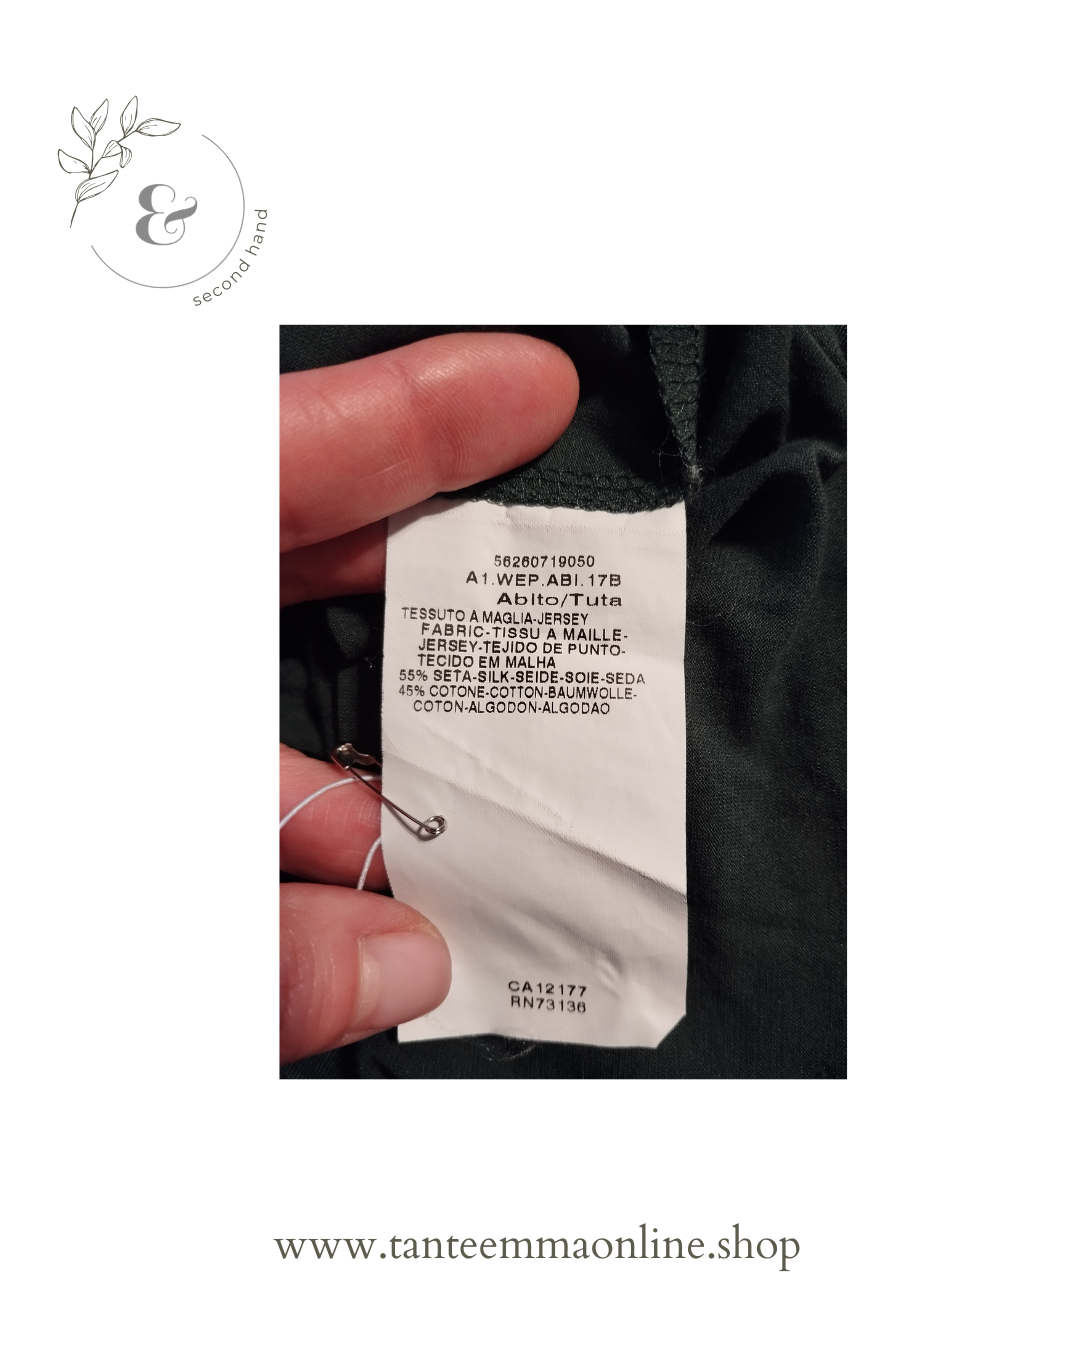 &
second hand
56260719050
A1.WEP.ABI.17B
Abito/Tuta
TESSUTO A MAGLIA-JERSEY
FABRIC-TISSU A MAILLE-
JERSEY-TEJIDO DE PUNTO-
TECIDO EM MALHA
55% SETA-SILK-SEIDE-SOIE-SEDA
45% COTONE-COTTON-BAUMWOLLE-
COTON-ALGODON-ALGODAO
CA12177
RN73136
www.tanteemmaonline.shop